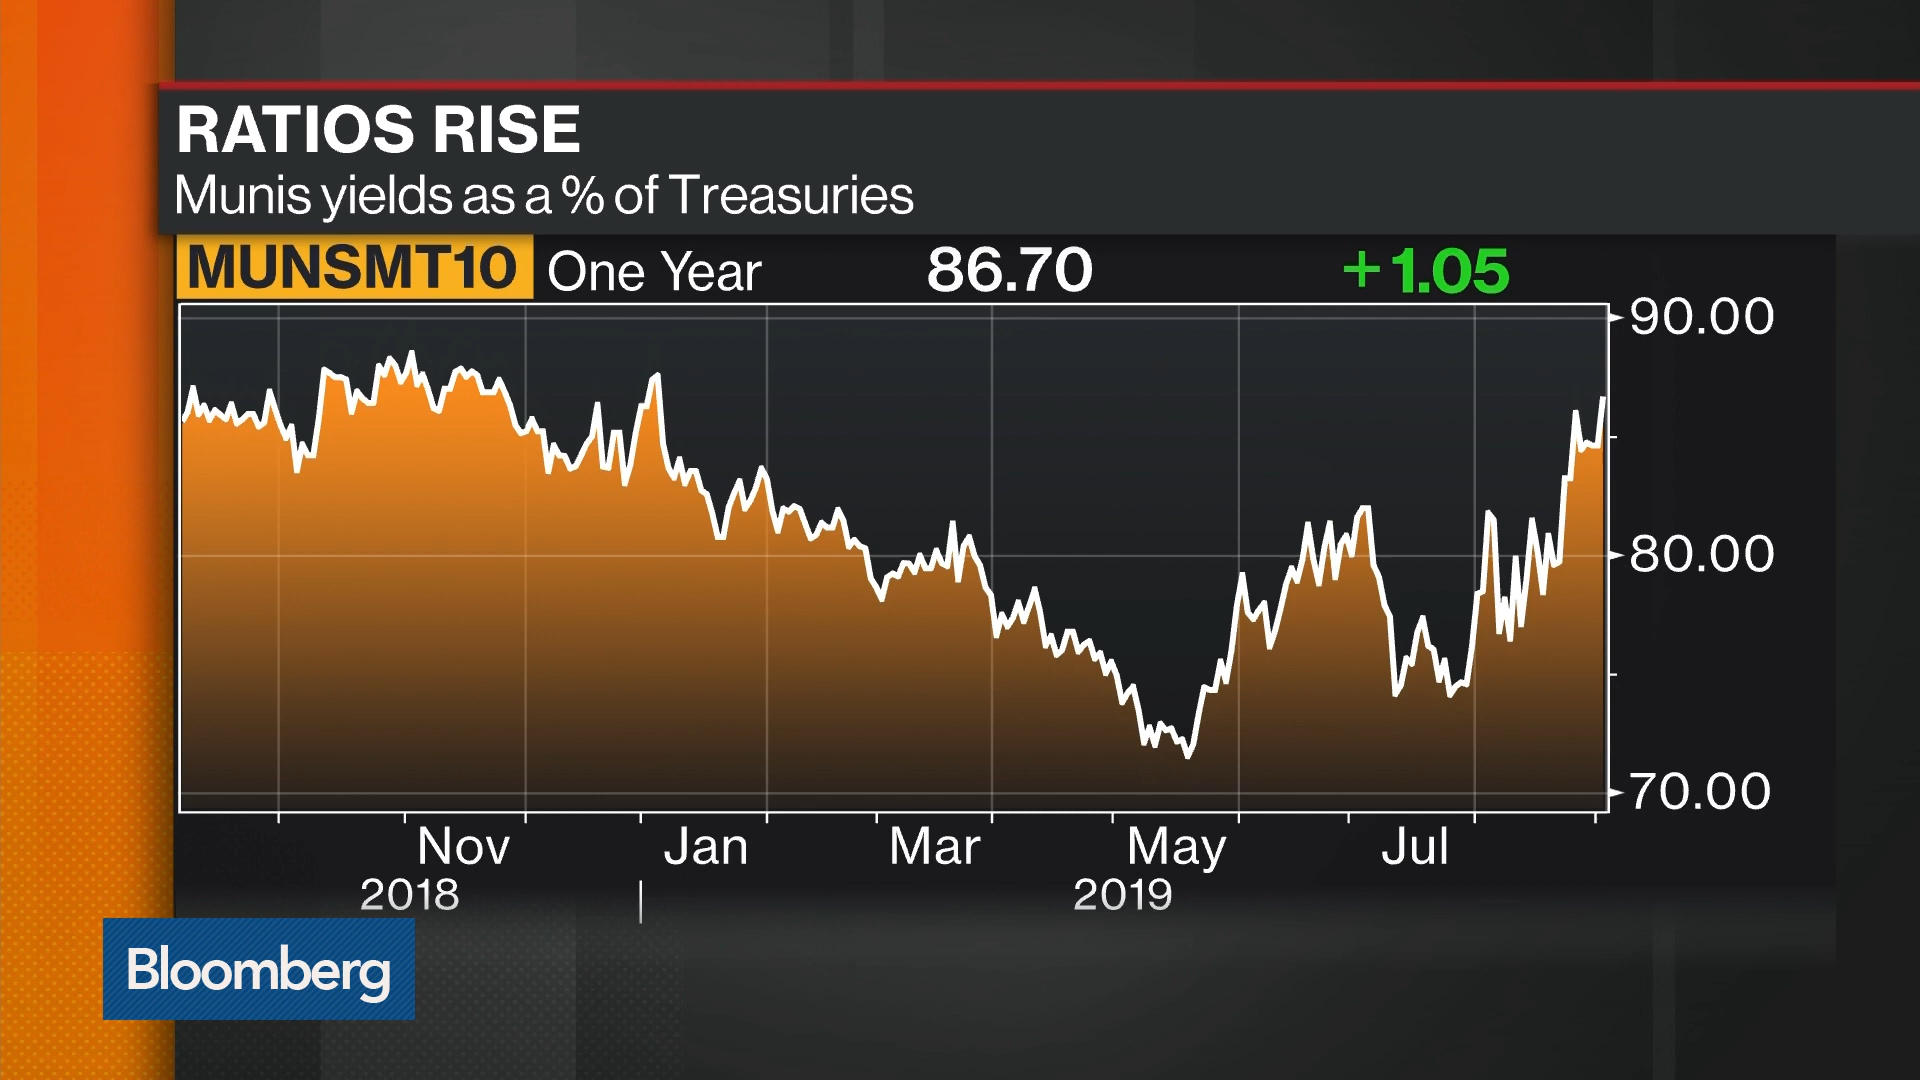 RATIOS RISE
Munis yields as a % of Treasuries
MUNSMT10 One Year 86.70 +1.05
90.00
80.00
70.00
Nov Jan Mar May Jul
2018 2019
Bloomberg